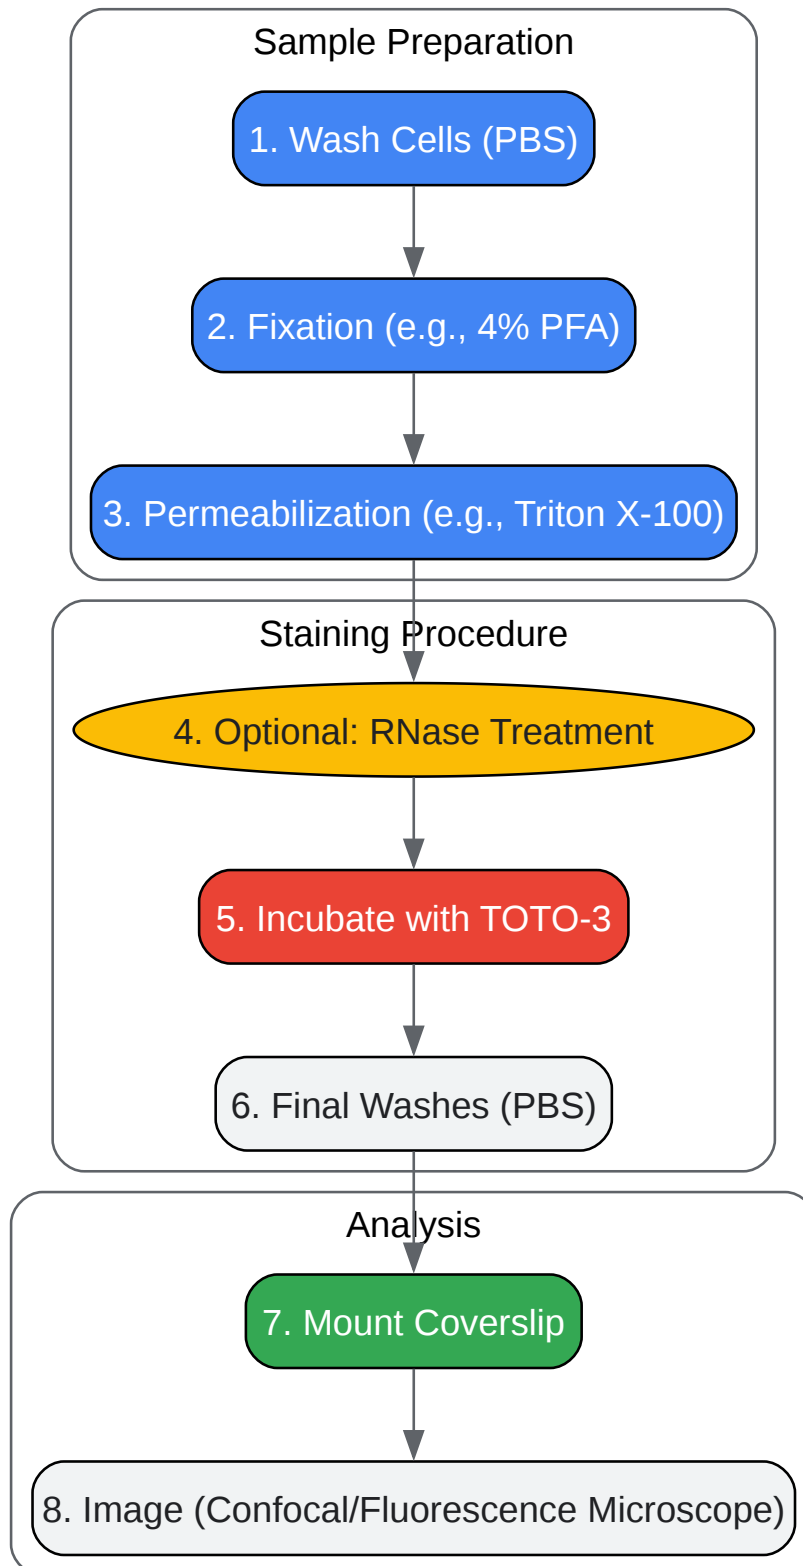 Sample Preparation
1. Wash Cells (PBS)
2. Fixation (e.g., 4% PFA)
3. Permeabilization (e.g., Triton X-100)
Staining Procedure
4. Optional: RNase Treatment
5. Incubate with TOTO-3
6. Final Washes (PBS)
Analysis
7. Mount Coverslip
8. Image (Confocal/Fluorescence Microscope)